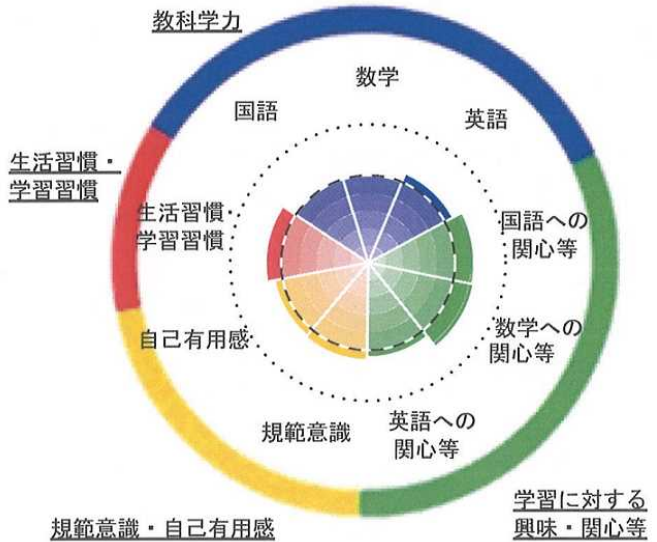 教科学力
数学
国語
英語
生活習慣・
学習習慣
生活習慣・
学習習慣
国語への
関心等
自己有用感
数学への
関心等
規範意識
英語への
関心等
規範意識・自己有用感
学習に対する
興味・関心等